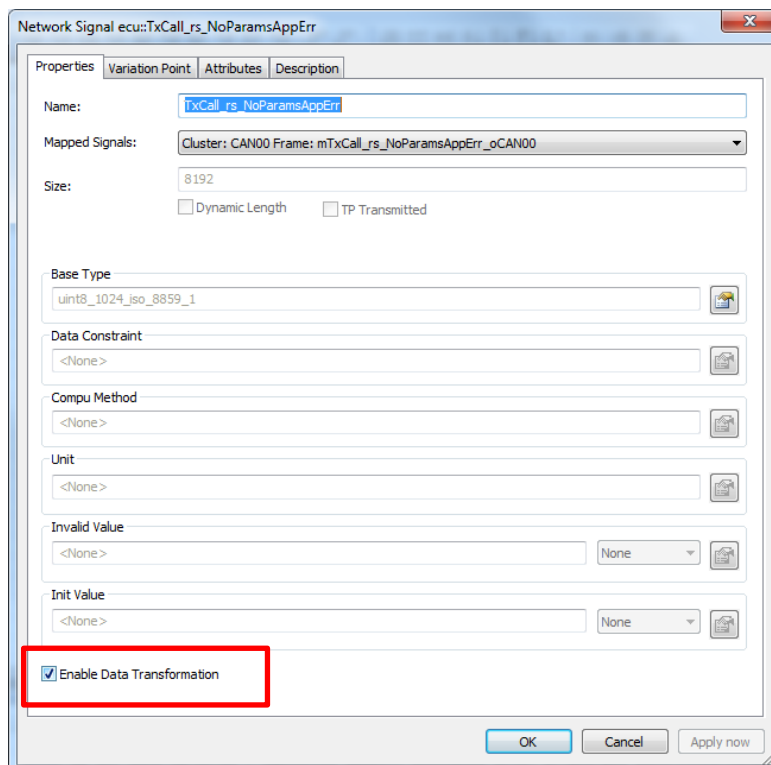 Network Signal ecu::TxCall_rs_NoParamsAppErr
Properties Variation Point Attributes Description
Name: TxCall_rs_NoParamsAppErr
Mapped Signals: Cluster: CAN00 Frame: mTxCall_rs_NoParamsAppErr_oCAN00
Size: 8192
Dynamic Length TP Transmitted
Base Type
uint8_1024_iso_8859_1
Data Constraint
<None>
Compu Method
<None>
Unit
<None>
Invalid Value
<None> None
Init Value
<None> None
Enable Data Transformation
OK Cancel Apply now